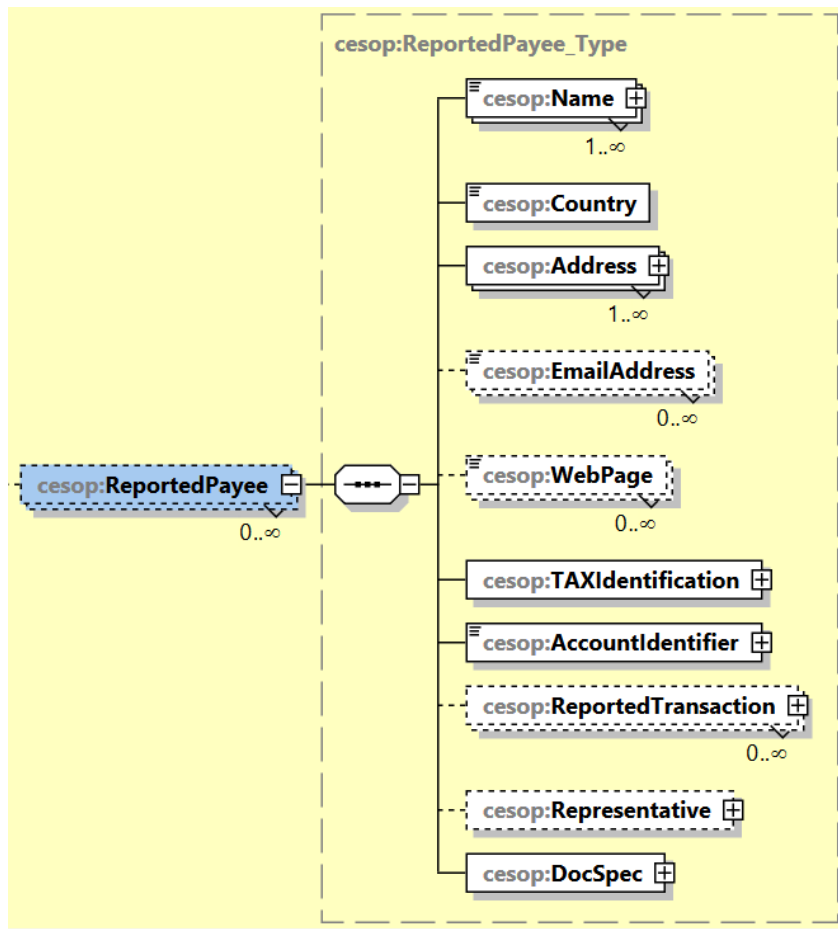 cesop:ReportedPayee_Type
cesop:Name
1..∞
cesop:Country
cesop:Address
1..∞
cesop:EmailAddress
0..∞
cesop:WebPage
0..∞
cesop:ReportedPayee
0..∞
cesop:TAXIdentification
cesop:AccountIdentifier
cesop:ReportedTransaction
0..∞
cesop:Representative
cesop:DocSpec